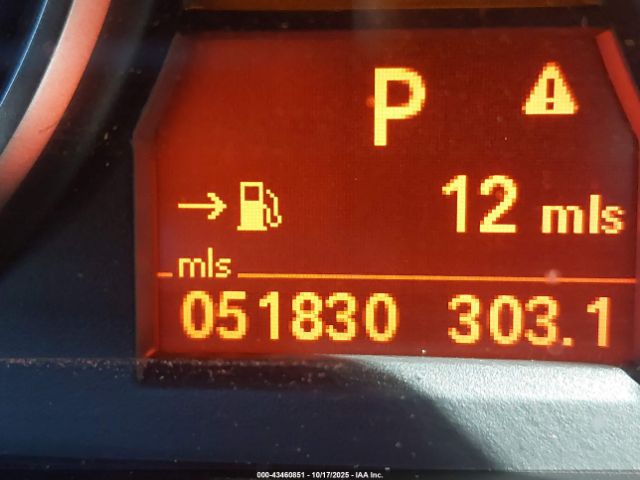 P
12 mls
mls
051830 303.1
000-43460851 - 10/17/2025 - IAA Inc.